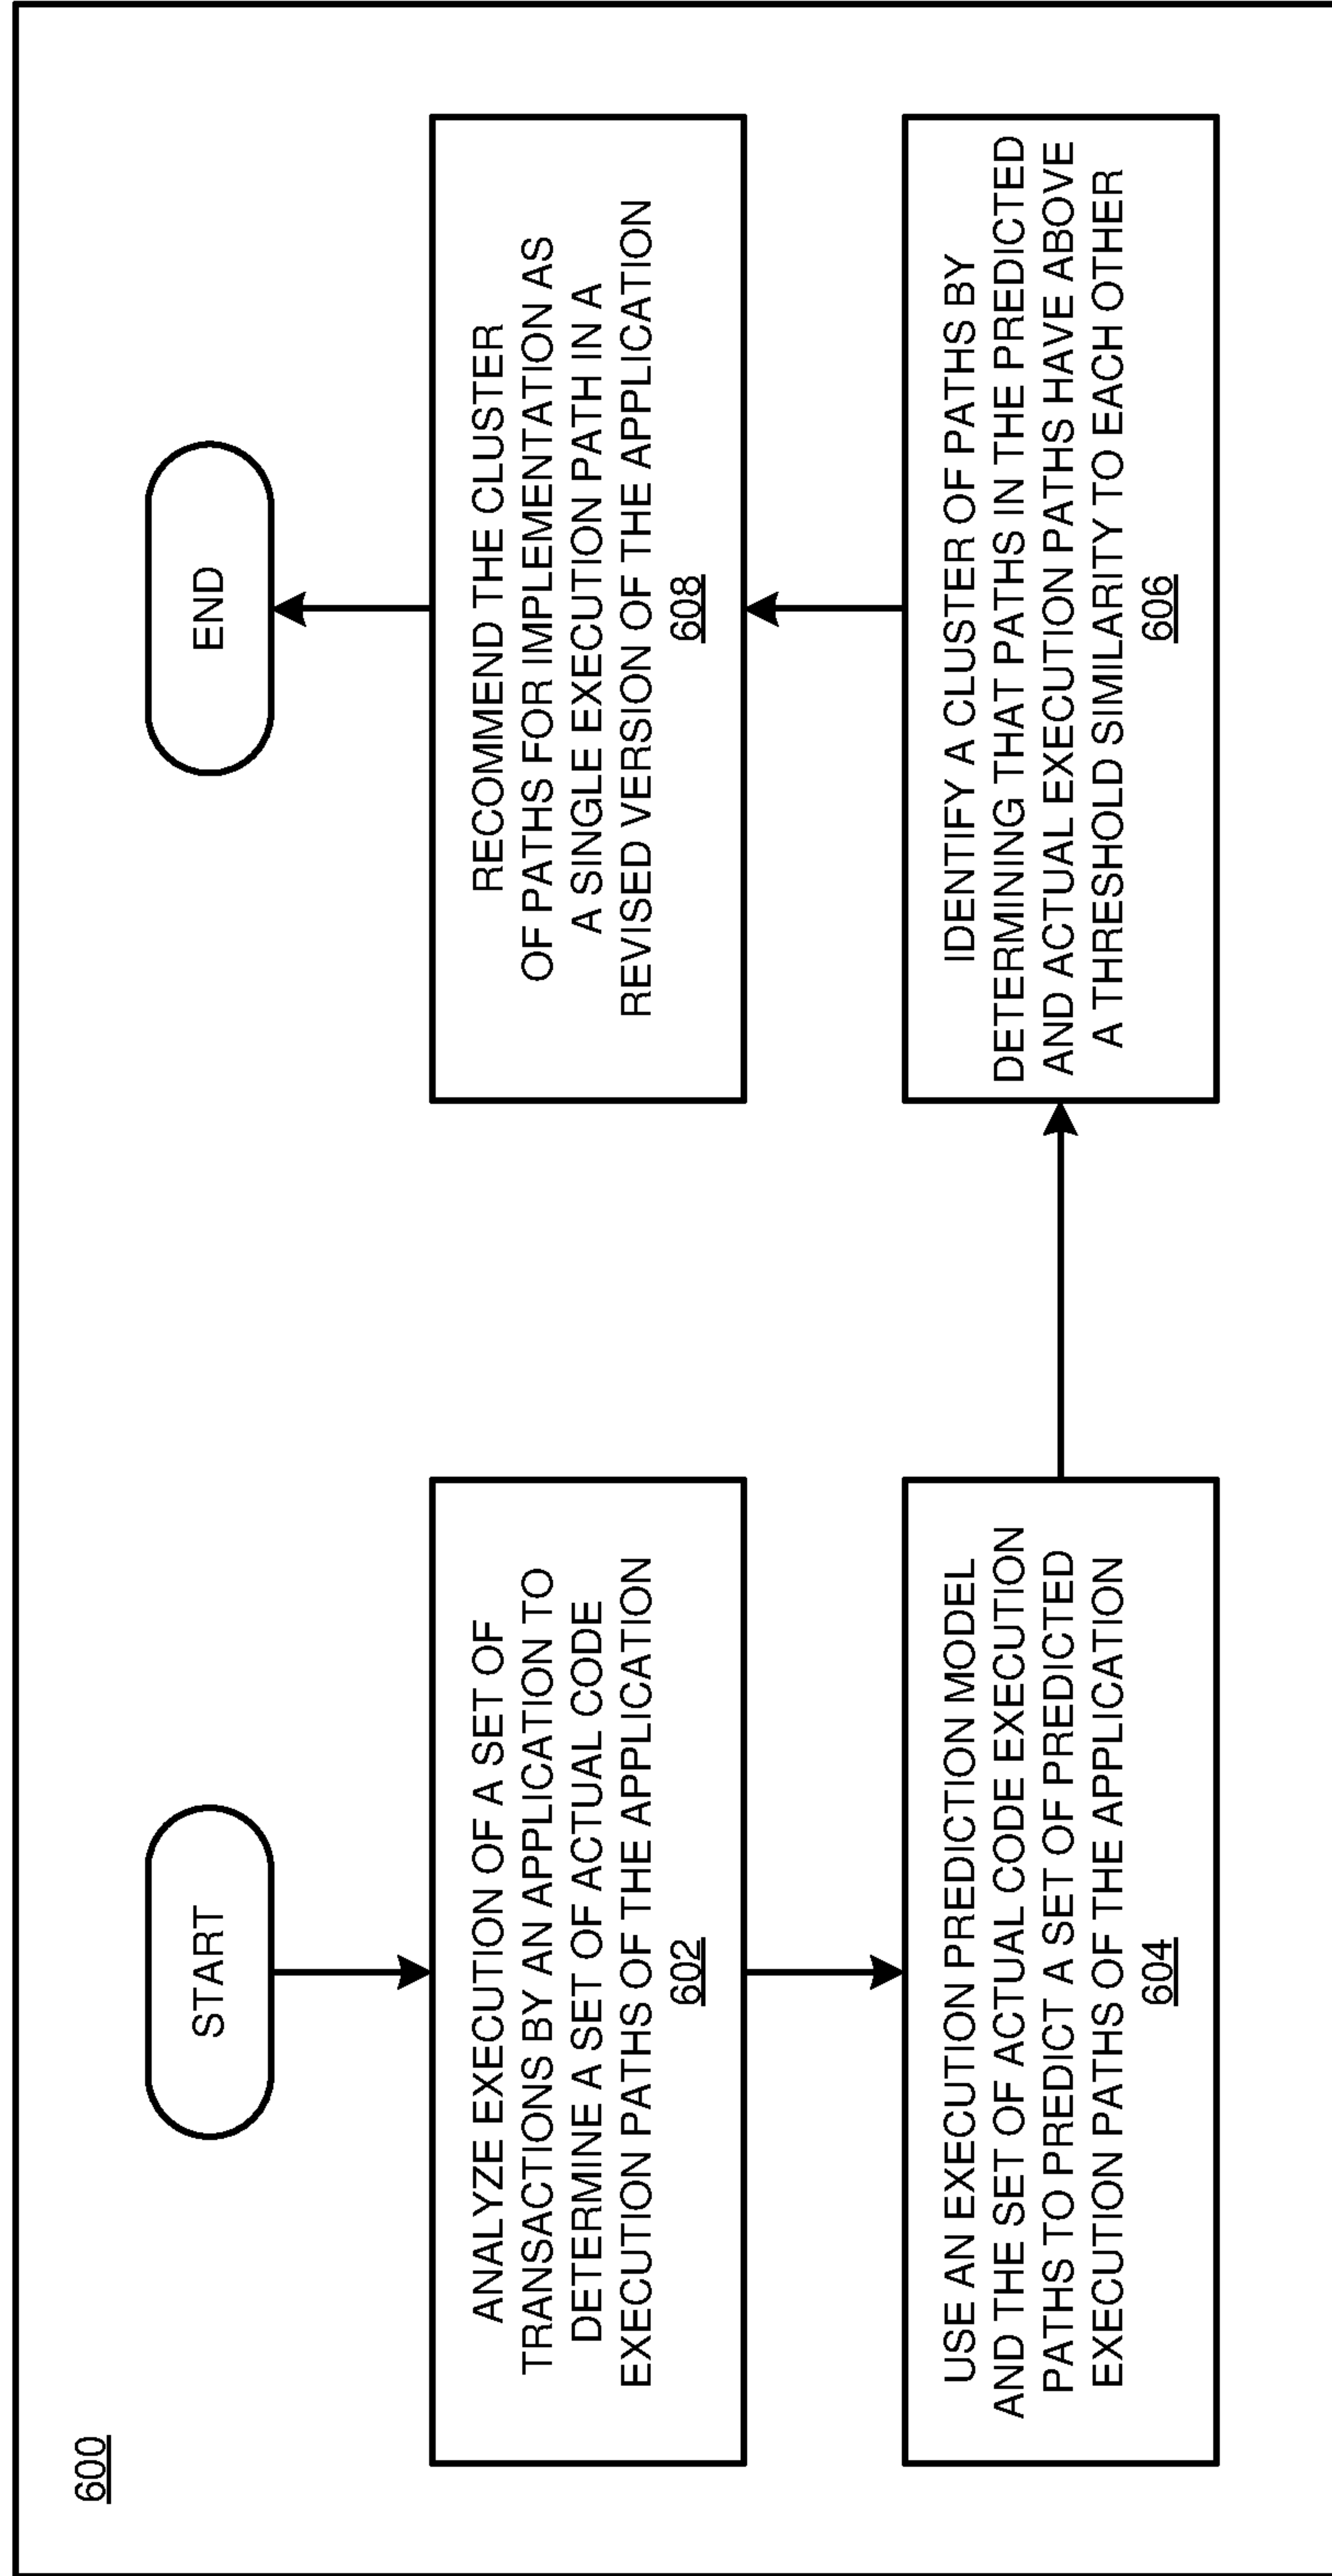 600
START
ANALYZE EXECUTION OF A SET OF
TRANSACTIONS BY AN APPLICATION TO
DETERMINE A SET OF ACTUAL CODE
EXECUTION PATHS OF THE APPLICATION
602
USE AN EXECUTION PREDICTION MODEL
AND THE SET OF ACTUAL CODE EXECUTION
PATHS TO PREDICT A SET OF PREDICTED
EXECUTION PATHS OF THE APPLICATION
604
IDENTIFY A CLUSTER OF PATHS BY
DETERMINING THAT PATHS IN THE PREDICTED
AND ACTUAL EXECUTION PATHS HAVE ABOVE
A THRESHOLD SIMILARITY TO EACH OTHER
606
RECOMMEND THE CLUSTER
OF PATHS FOR IMPLEMENTATION AS
A SINGLE EXECUTION PATH IN A
REVISED VERSION OF THE APPLICATION
608
END